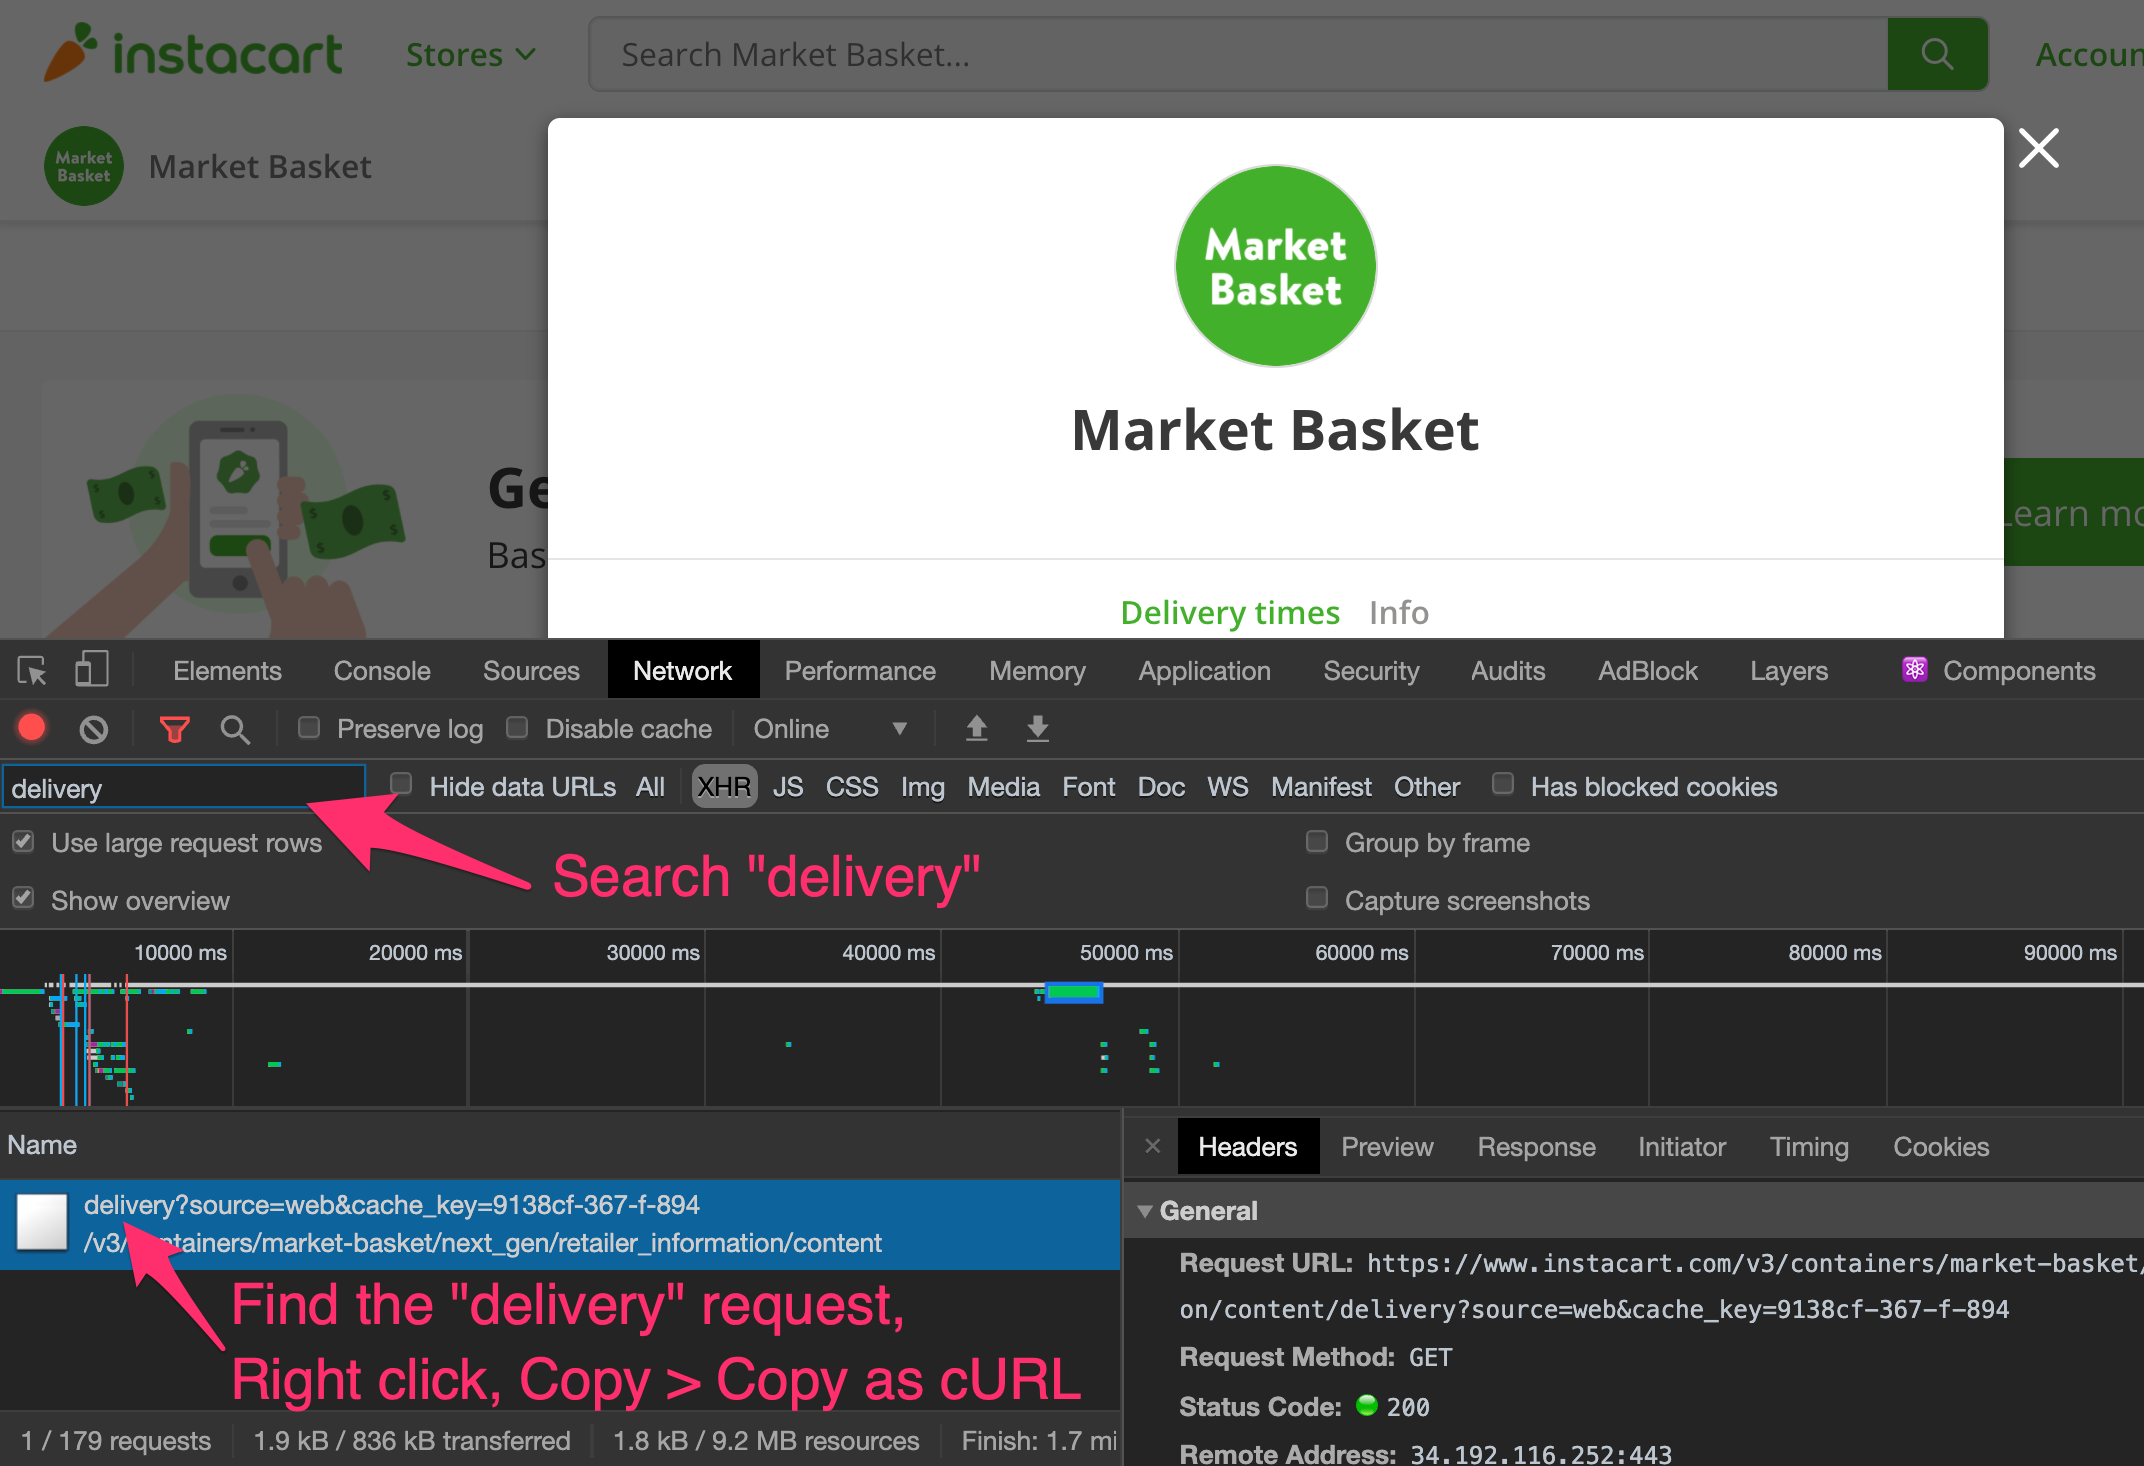 instacart
Stores
Search Market Basket...
Accoun
Market
Basket
Market Basket
Market
Basket
Market Basket
Ge
Bas
Learn mo
Delivery times Info
Elements Console Sources Network Performance Memory Application Security Audits AdBlock Layers Components
Preserve log Disable cache Online
delivery Hide data URLs All XHR JS CSS Img Media Font Doc WS Manifest Other Has blocked cookies
Use large request rows Group by frame
Search "delivery"
Show overview Capture screenshots
10000 ms 20000 ms 30000 ms 40000 ms 50000 ms 60000 ms 70000 ms 80000 ms 90000 ms
Name
Headers Preview Response Initiator Timing Cookies
delivery?source=web&cache_key=9138cf-367-f-894
/v3/containers/market-basket/next_gen/retailer_information/content
Find the "delivery" request,
Right click, Copy > Copy as cURL
General
Request URL: https://www.instacart.com/v3/containers/market-basket/
on/content/delivery?source=web&cache_key=9138cf-367-f-894
Request Method: GET
Status Code: 200
Remote Address: 34.192.116.252:443
1 / 179 requests 1.9 kB / 836 kB transferred 1.8 kB / 9.2 MB resources Finish: 1.7 mi